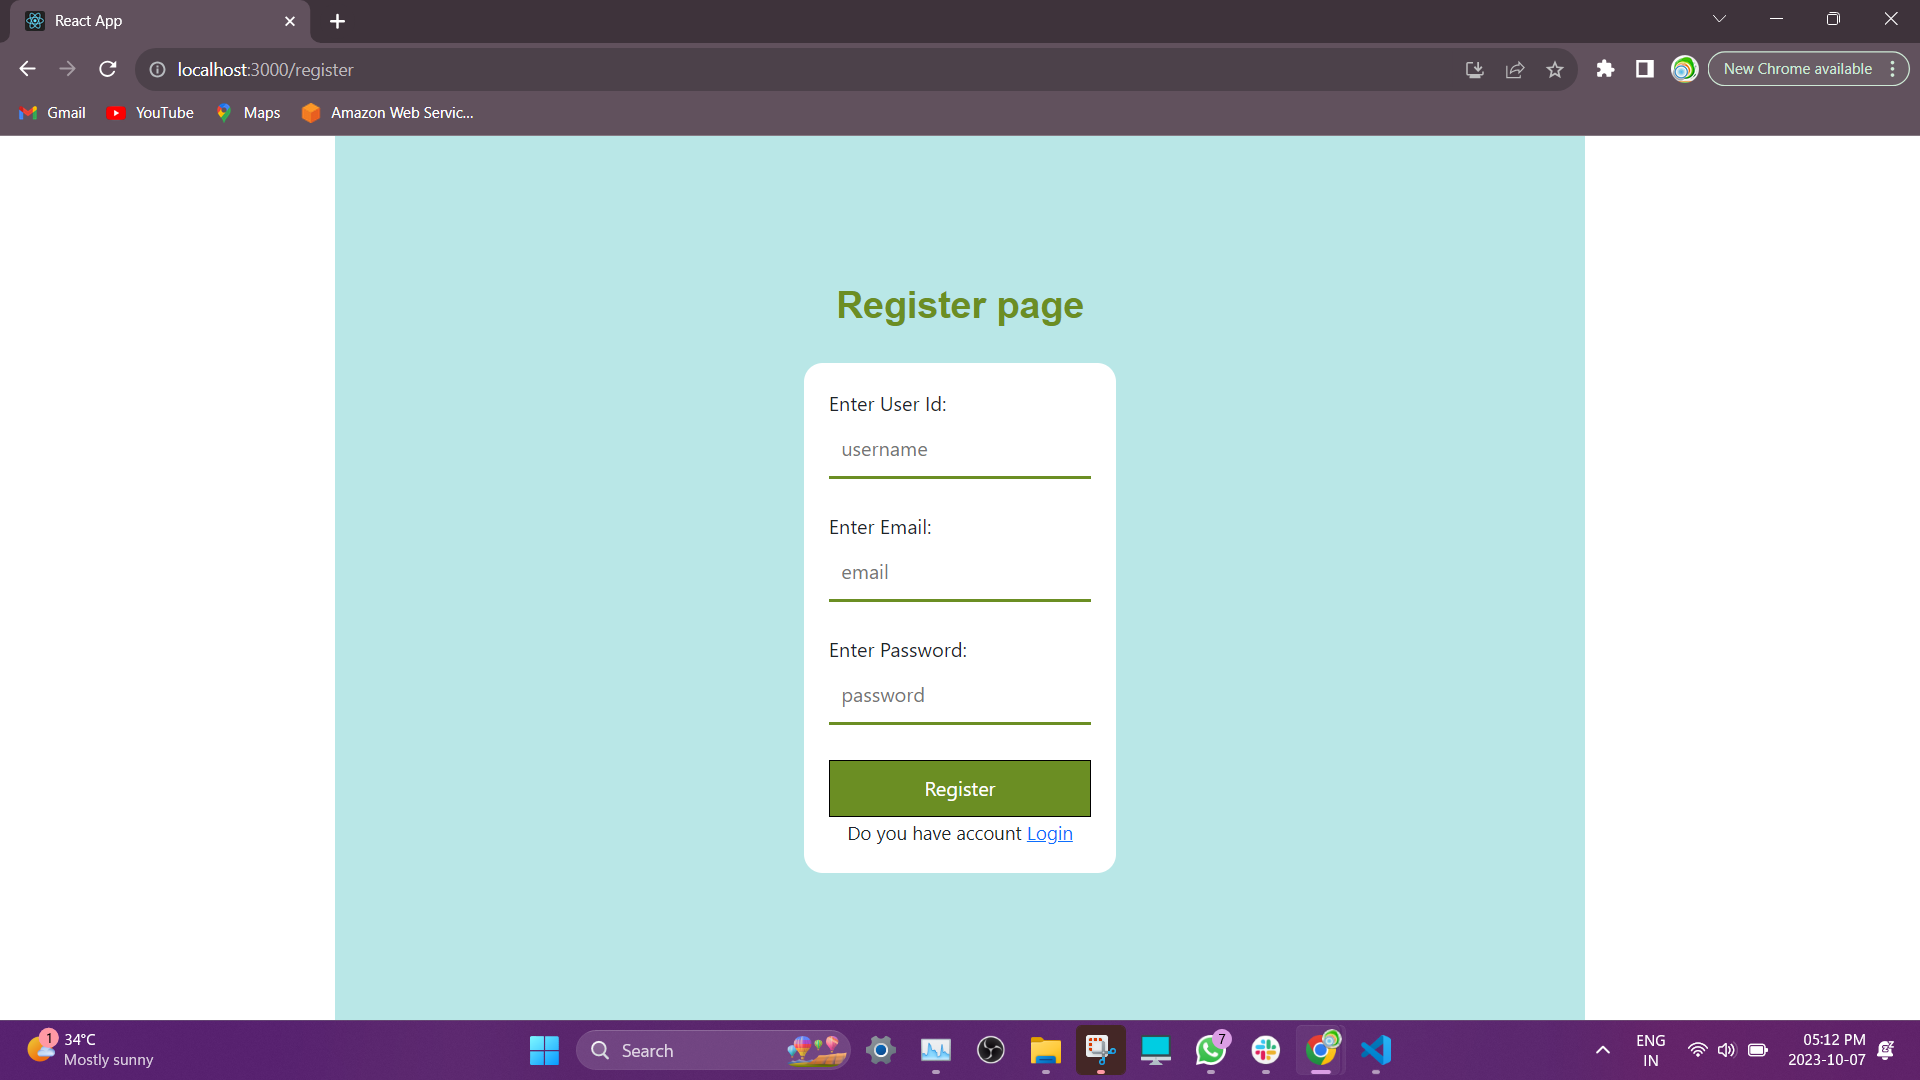 React App
localhost:3000/register
New Chrome available
Gmail
YouTube
Maps
Amazon Web Servic...
Register page
Enter User Id:
username
Enter Email:
email
Enter Password:
password
Register
Do you have account Login
1
34°C
Mostly sunny
Search
7
ENG
IN
05:12 PM
2023-10-07